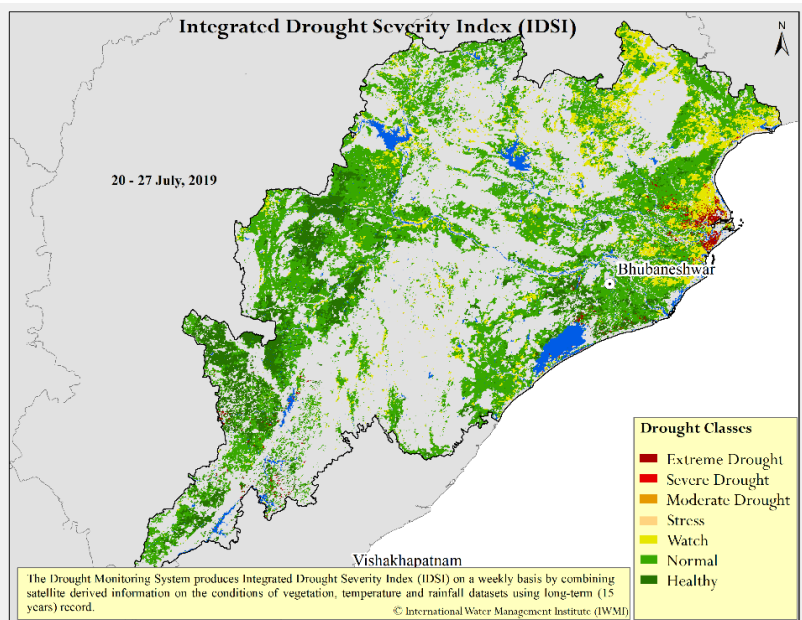 Integrated Drought Severity Index (IDSI)
N
20 - 27 July, 2019
Bhubaneshwar
Drought Classes
Extreme Drought
Severe Drought
Moderate Drought
Stress
Watch
Normal
Healthy
Vishakhapatnam
The Drought Monitoring System produces Integrated Drought Severity Index (IDSI) on a weekly basis by combining
satellite derived information on the conditions of vegetation, temperature and rainfall datasets using long-term (15
years) record.
© International Water Management Institute (IWMI)